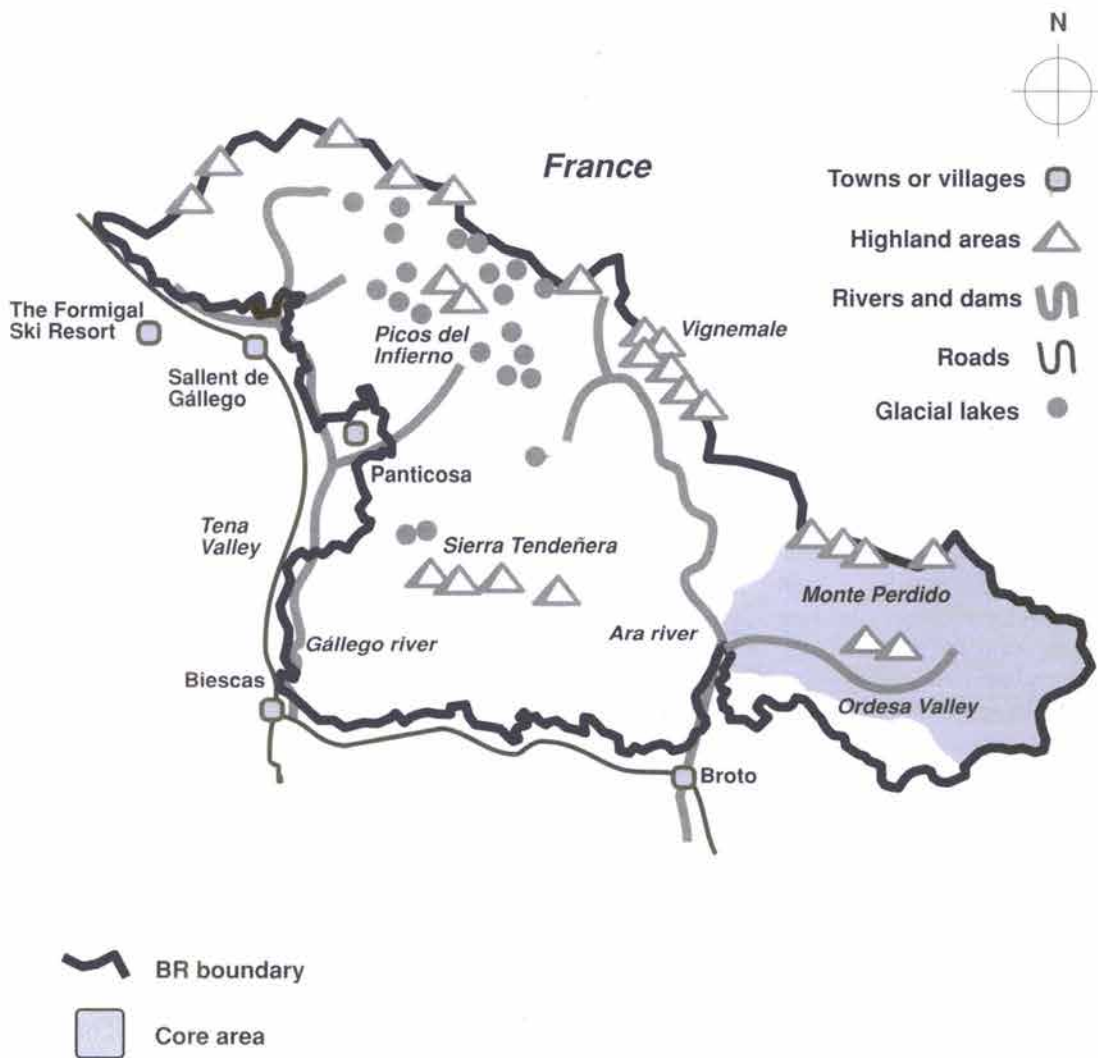 N
France
Towns or villages
Highland areas
Rivers and dams
Roads
Glacial lakes
The Formigal
Ski Resort
Sallent de
Gállego
Picos del
Infierno
Vignemale
Panticosa
Tena
Valley
Sierra Tendeñera
Monte Perdido
Ara river
Gállego river
Biescas
Ordesa Valley
Broto
BR boundary
Core area